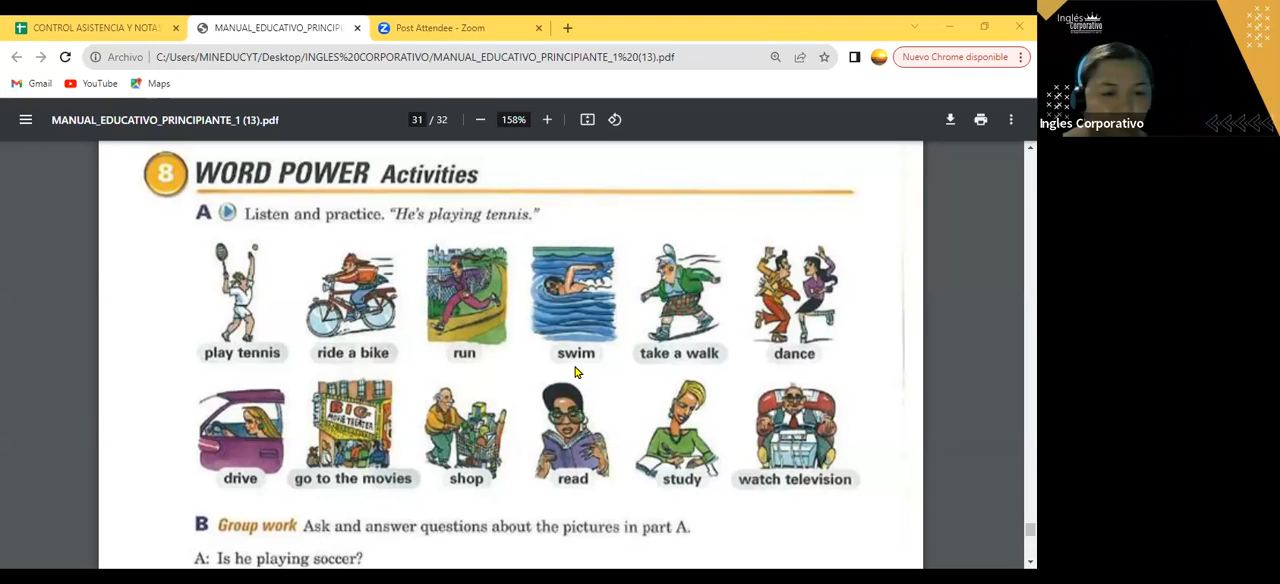 CONTROL ASISTENCIA Y NOTAS
MANUAL_EDUCATIVO_PRINCIPI
Post Attendee - Zoom
Archivo
C:/Users/MINEDUCYT/Desktop/INGLES%20CORPORATIVO/MANUAL_EDUCATIVO_PRINCIPIANTE_1%20(13).pdf
Nuevo Chrome disponible
Gmail
YouTube
Maps
MANUAL_EDUCATIVO_PRINCIPIANTE_1 (13).pdf
31 / 32
158%
Inglés
Corporativo
Ingles Corporativo
8 WORD POWER Activities
A Listen and practice. "He's playing tennis."
play tennis ride a bike run swim take a walk dance
BIG
MOVIE THEATER
drive go to the movies shop read study watch television
B Group work Ask and answer questions about the pictures in part A.
A: Is he playing soccer?